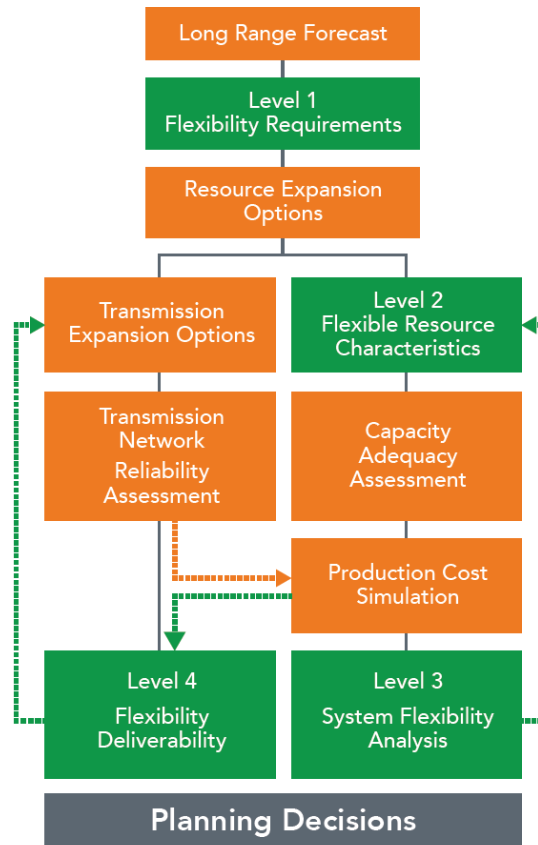 Long Range Forecast
Level 1
Flexibility Requirements
Resource Expansion
Options
Transmission
Expansion Options
Level 2
Flexible Resource
Characteristics
Transmission
Network
Reliability
Assessment
Capacity
Adequacy
Assessment
Production Cost
Simulation
Level 4
Flexibility
Deliverability
Level 3
System Flexibility
Analysis
Planning Decisions